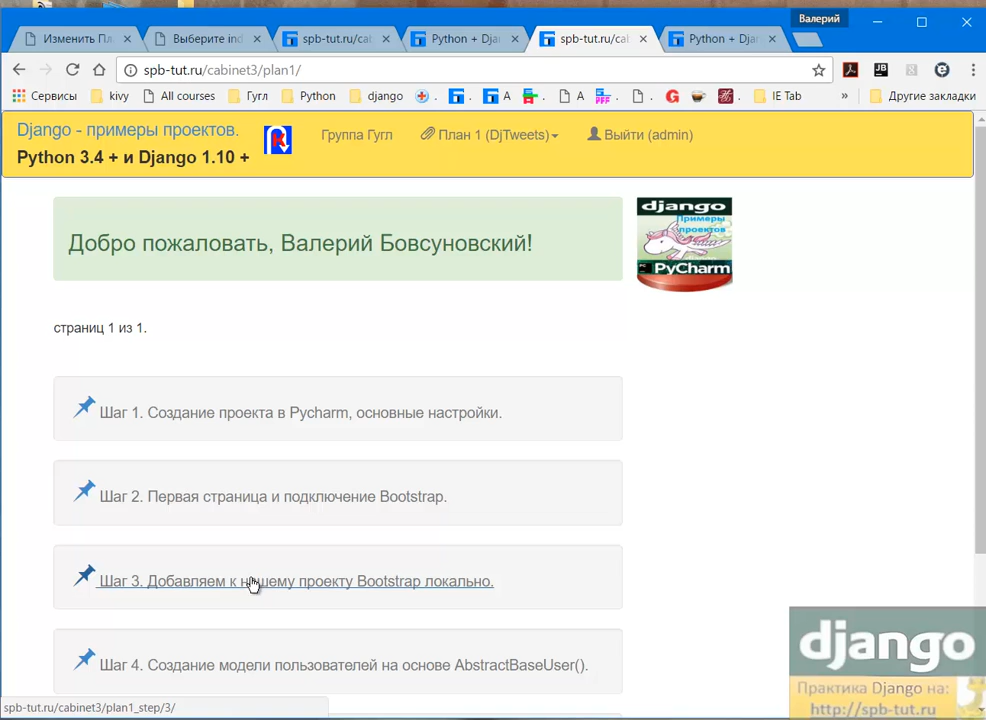 Валерий
Изменить Пл
Выберите ind
spb-tut.ru/cal
Python + Djar
spb-tut.ru/cal
Python + Djar
spb-tut.ru/cabinet3/plan1/
Сервисы
kivy
All courses
Гугл
Python
django
A
A
IE Tab
»
Другие закладки
Django - примеры проектов.
Python 3.4 + и Django 1.10 +
Группа Гугл
План 1 (DjTweets)
Выйти (admin)
Добро пожаловать, Валерий Бовсуновский!
django
Примеры
проектов
PyCharm
страниц 1 из 1.
Шаг 1. Создание проекта в Pycharm, основные настройки.
Шаг 2. Первая страница и подключение Bootstrap.
Шаг 3. Добавляем к нашему проекту Bootstrap локально.
Шаг 4. Создание модели пользователей на основе AbstractBaseUser().
django
Практика Django на:
http://spb-tut.ru
spb-tut.ru/cabinet3/plan1_step/3/